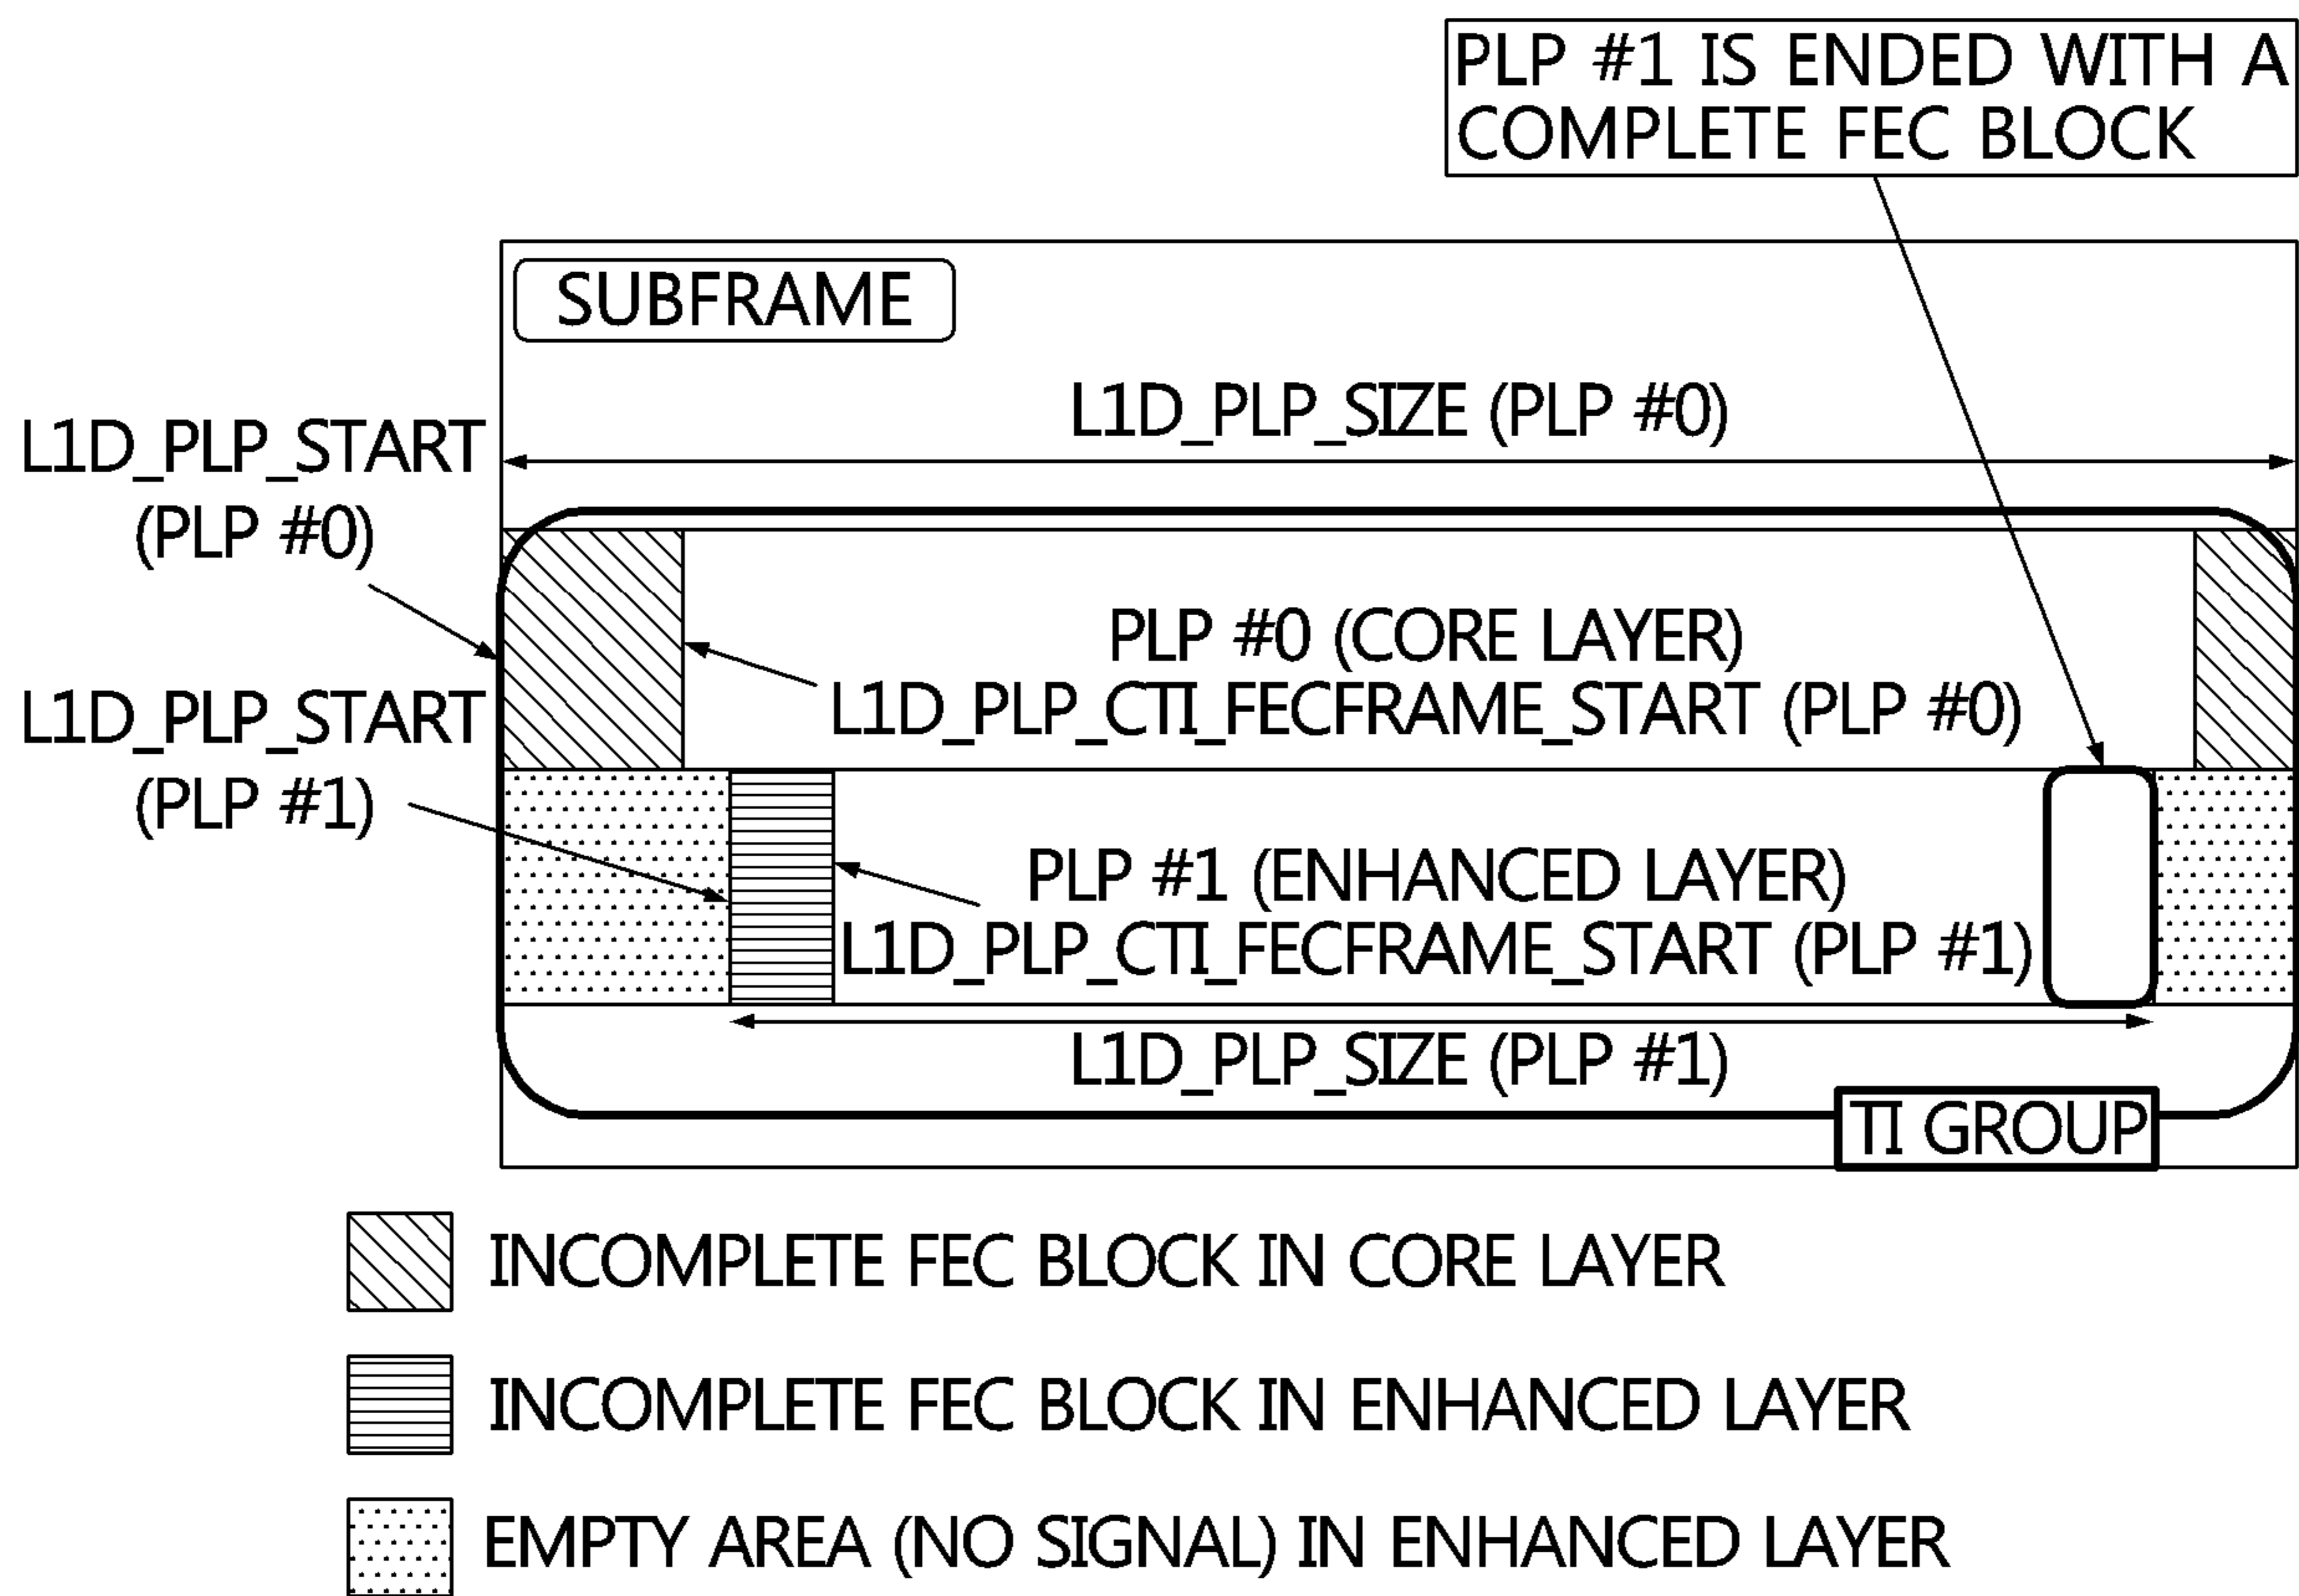 PLP #1 IS ENDED WITH A
COMPLETE FEC BLOCK
SUBFRAME
L1D_PLP_SIZE (PLP #0)
L1D_PLP_START
(PLP #0)
PLP #0 (CORE LAYER)
L1D_PLP_CTI_FECFRAME_START (PLP #0)
L1D_PLP_START
(PLP #1)
PLP #1 (ENHANCED LAYER)
L1D_PLP_CTI_FECFRAME_START (PLP #1)
L1D_PLP_SIZE (PLP #1)
TI GROUP
INCOMPLETE FEC BLOCK IN CORE LAYER
INCOMPLETE FEC BLOCK IN ENHANCED LAYER
EMPTY AREA (NO SIGNAL) IN ENHANCED LAYER